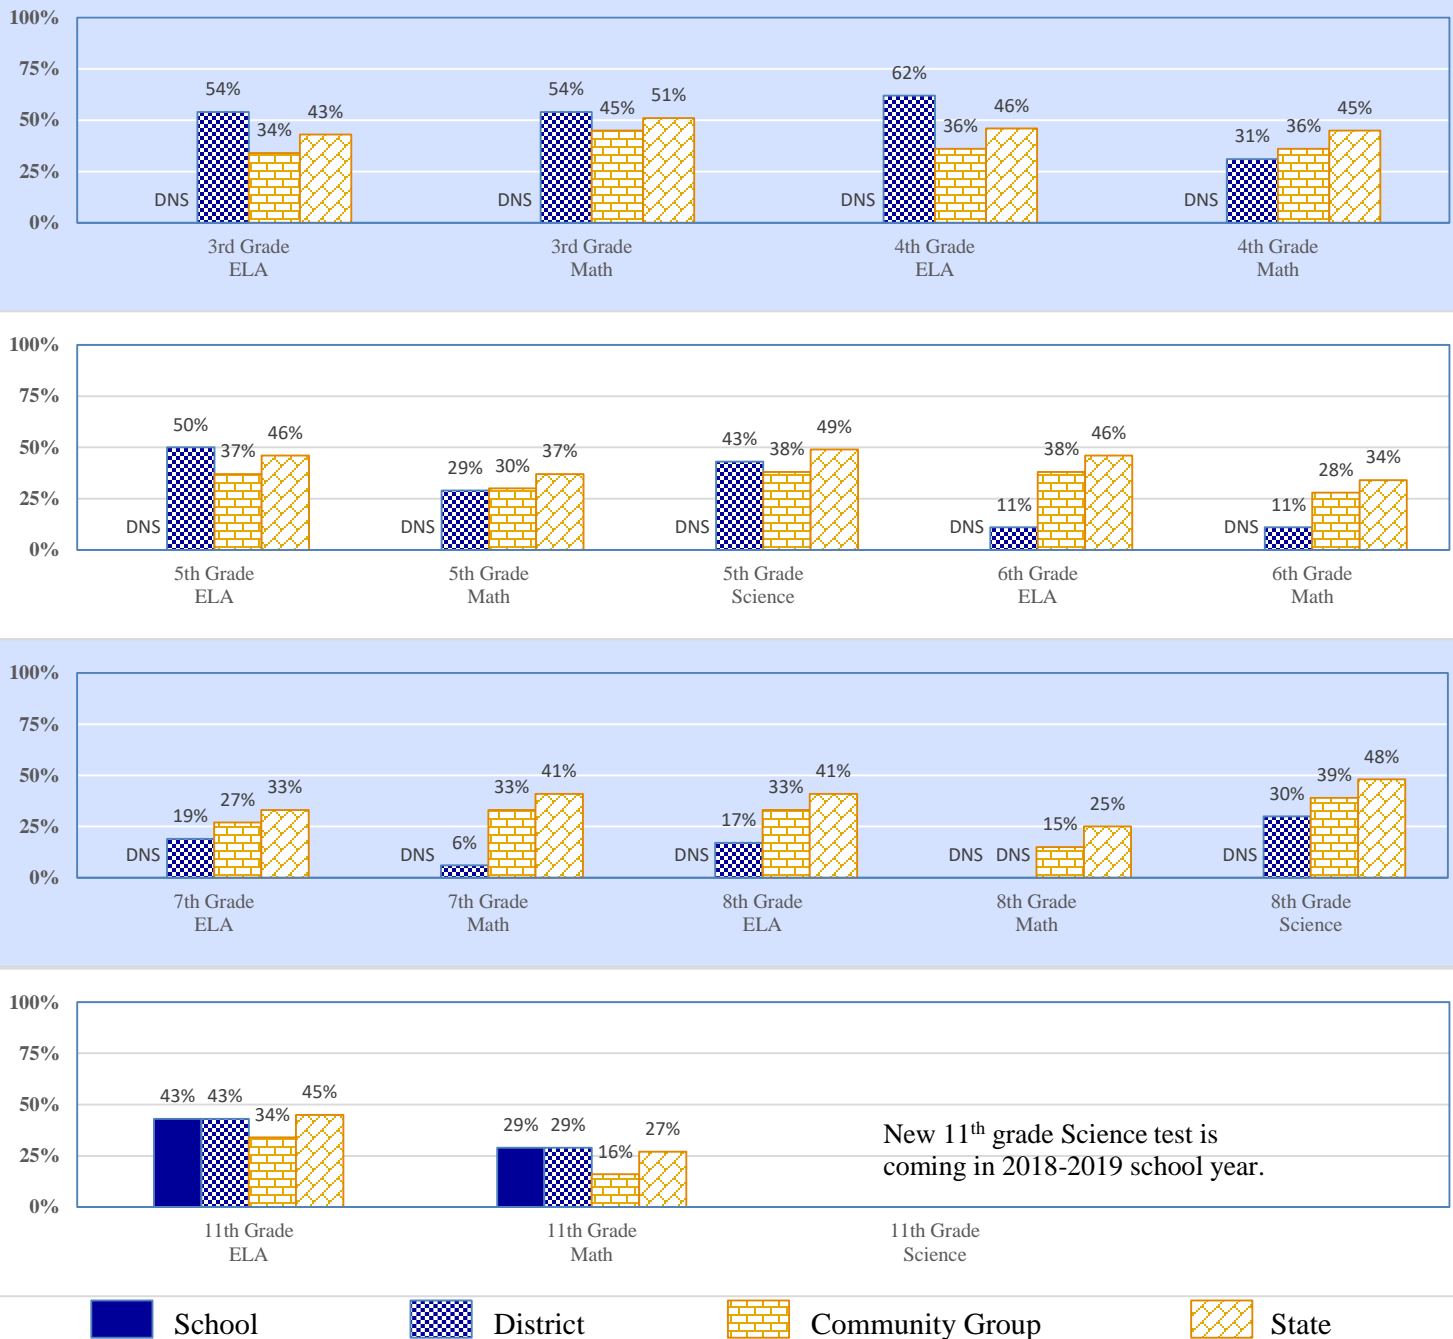 100%
75%
50%
25%
0%
DNS 54% 34% 43%
DNS 54% 45% 51%
DNS 62% 36% 46%
DNS 31% 36% 45%
3rd Grade
ELA
3rd Grade
Math
4th Grade
ELA
4th Grade
Math
100%
75%
50%
25%
0%
DNS 50% 37% 46%
DNS 29% 30% 37%
DNS 43% 38% 49%
DNS 11% 38% 46%
DNS 11% 28% 34%
5th Grade
ELA
5th Grade
Math
5th Grade
Science
6th Grade
ELA
6th Grade
Math
100%
75%
50%
25%
0%
DNS 19% 27% 33%
DNS 6% 33% 41%
DNS 17% 33% 41%
DNS DNS 15% 25%
DNS 30% 39% 48%
7th Grade
ELA
7th Grade
Math
8th Grade
ELA
8th Grade
Math
8th Grade
Science
100%
75%
50%
25%
0%
43% 43% 34% 45%
29% 29% 16% 27%
New 11th grade Science test is
coming in 2018-2019 school year.
11th Grade
ELA
11th Grade
Math
11th Grade
Science
School District Community Group State